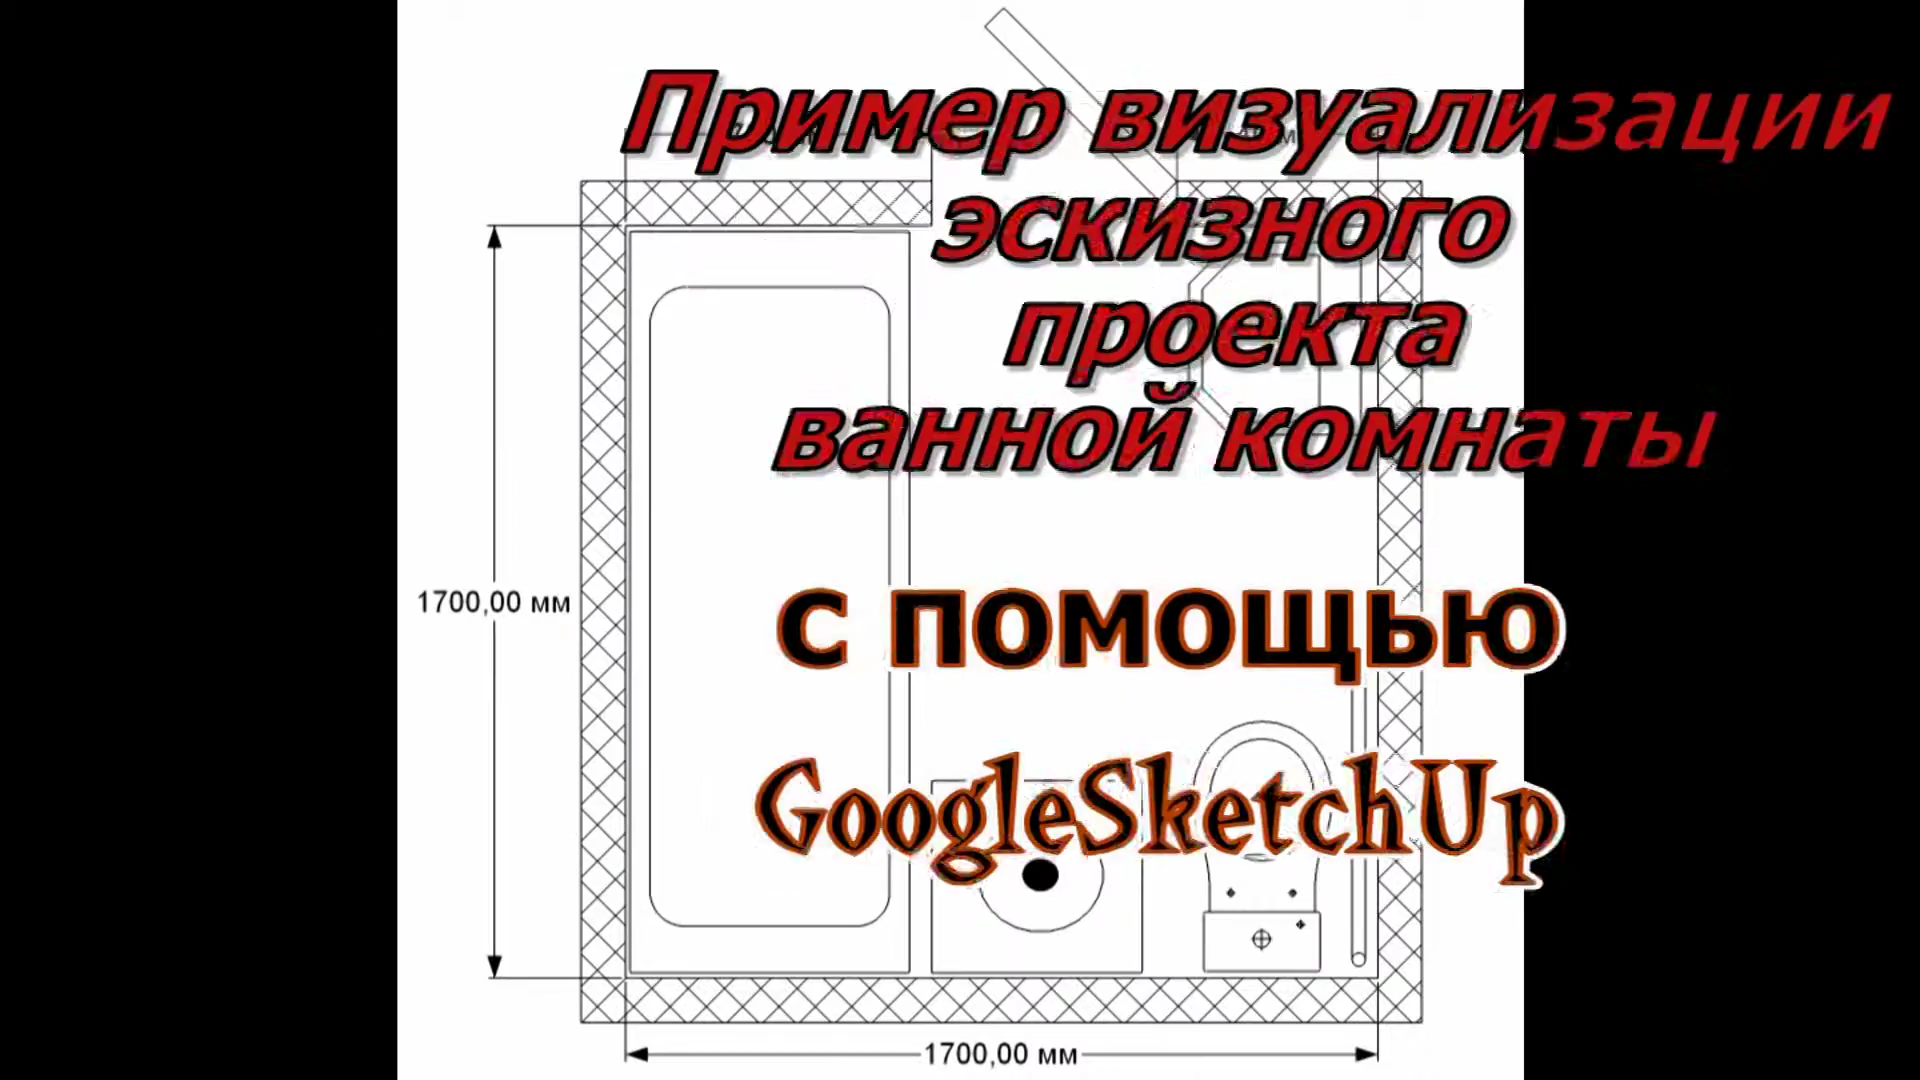 Пример визуализации
эскизного
проекта
ванной комнаты
1700,00 мм
с помощью
GoogleSketchUp
1700,00 мм